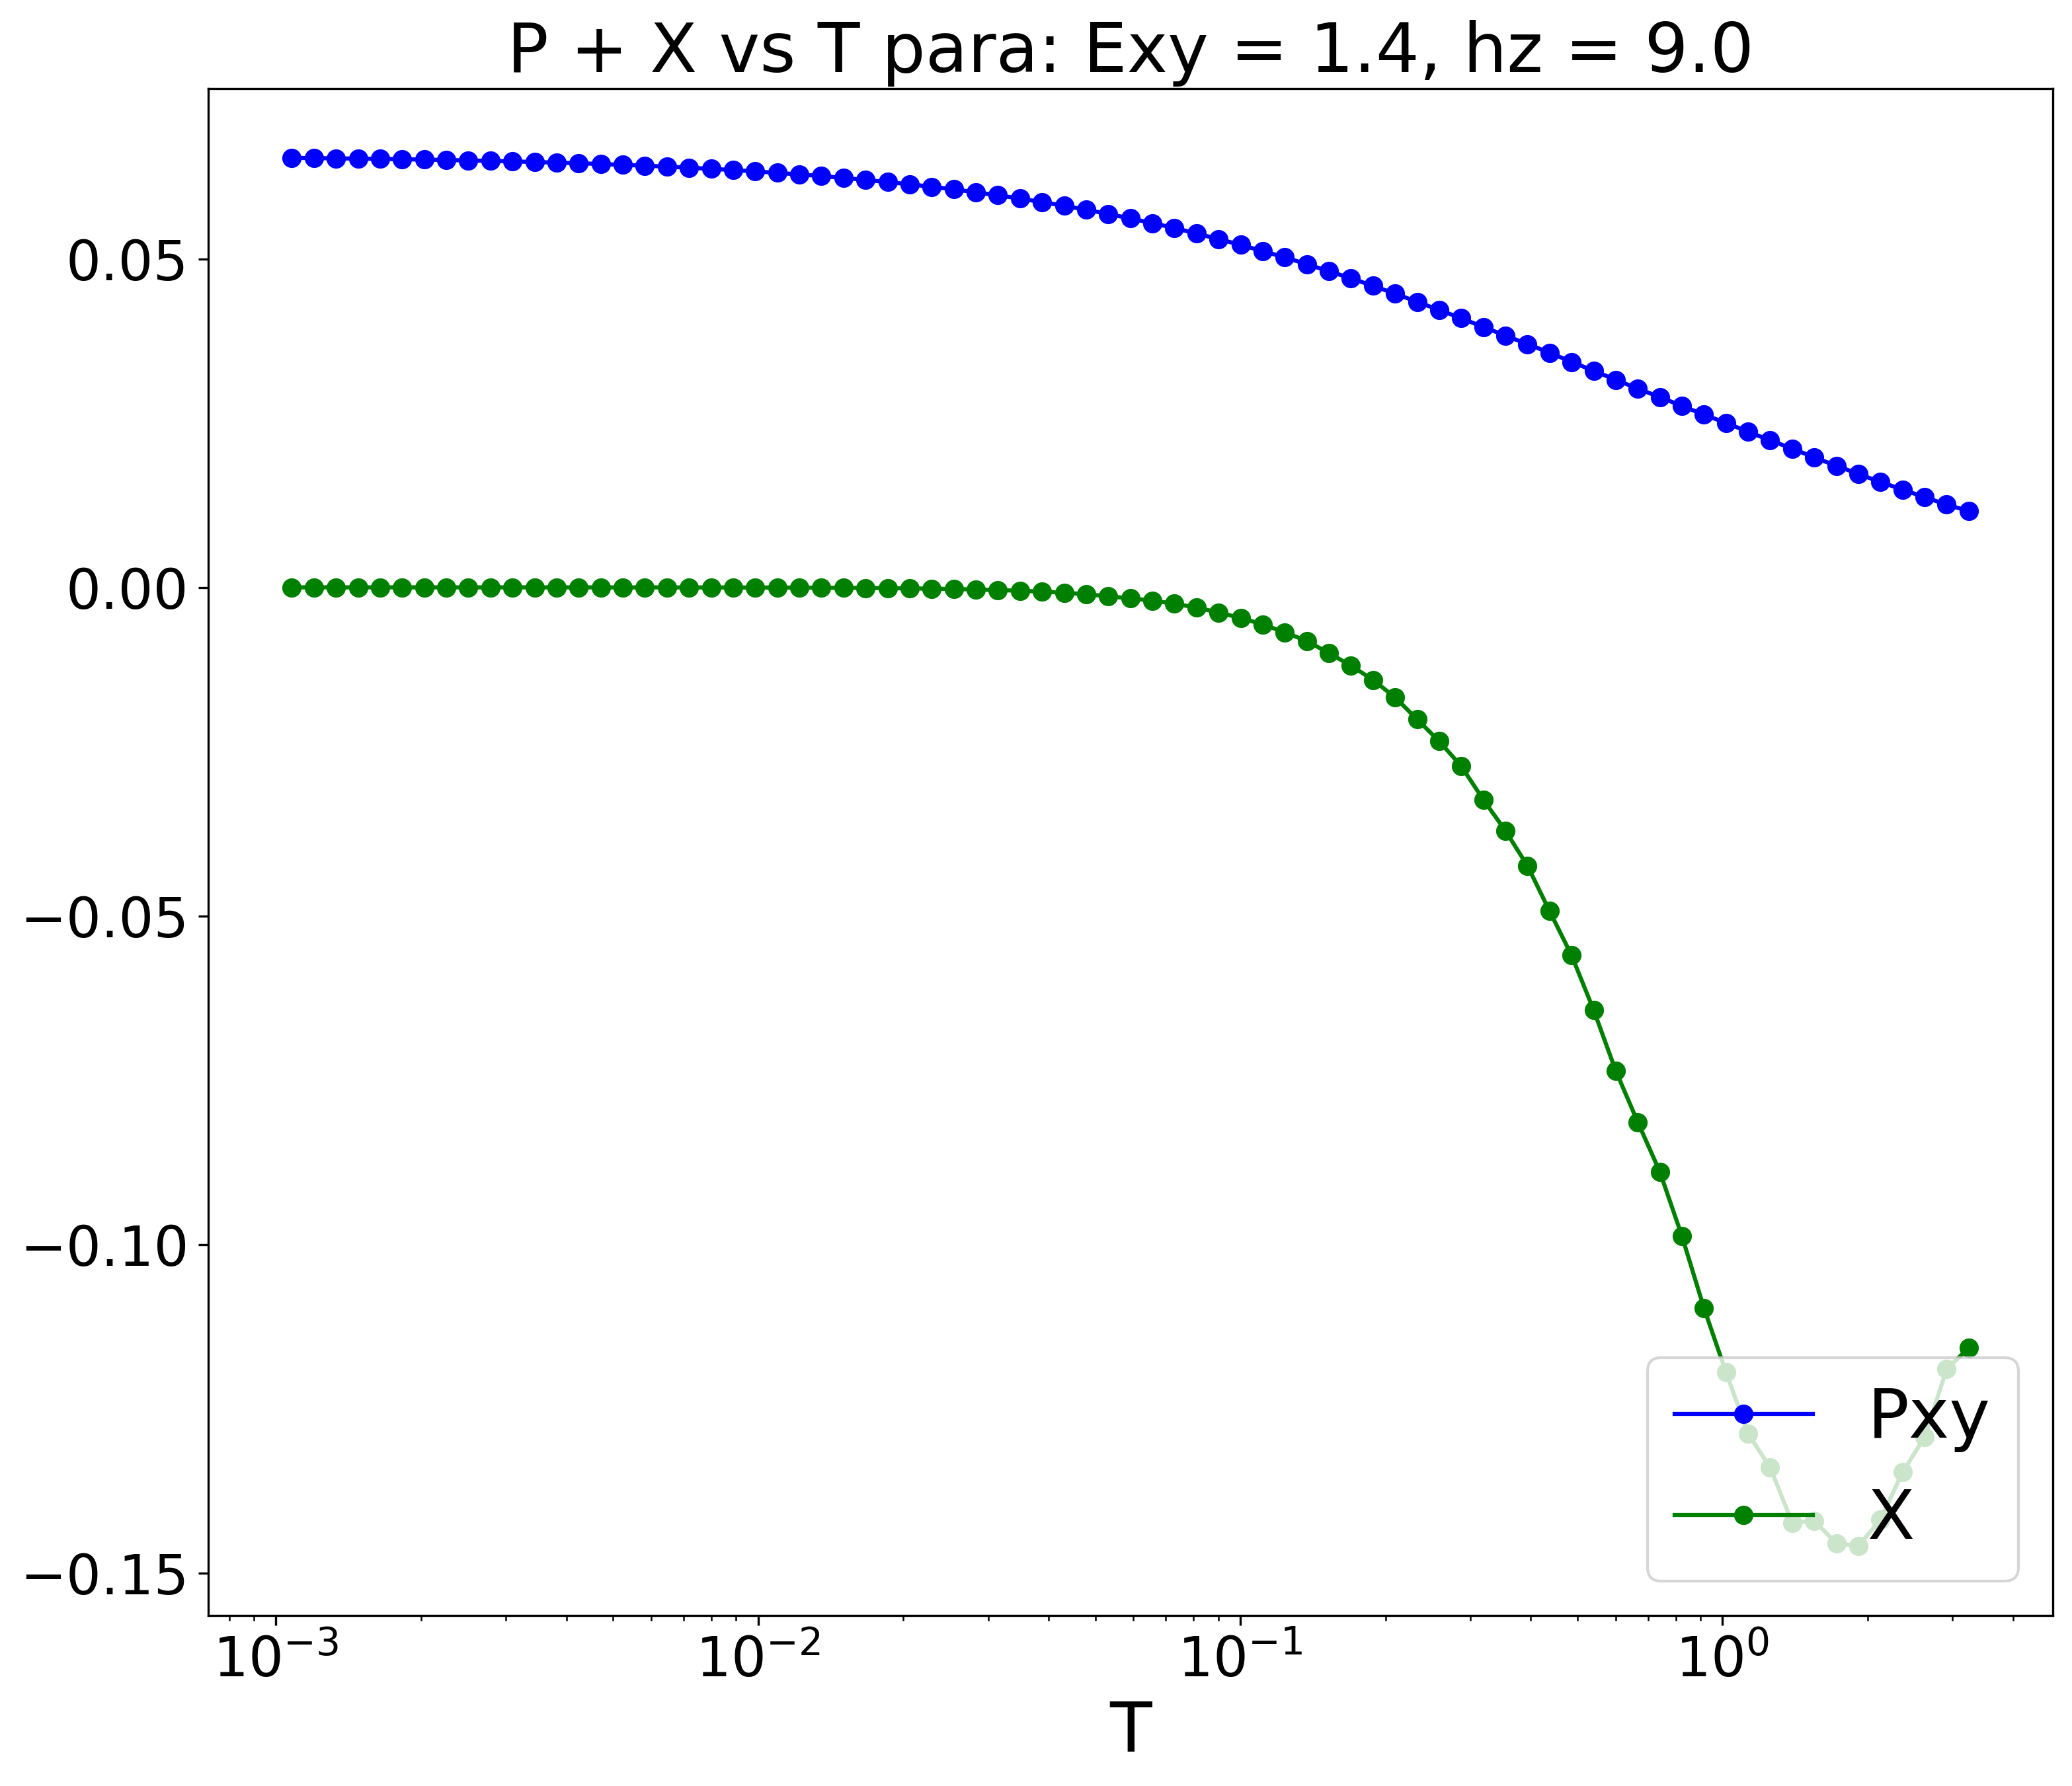 P + X vs T para: Exy = 1.4, hz = 9.0
0.05
0.00
−0.05
−0.10
−0.15
Pxy
X
10⁻³ 10⁻² 10⁻¹ 10⁰
T